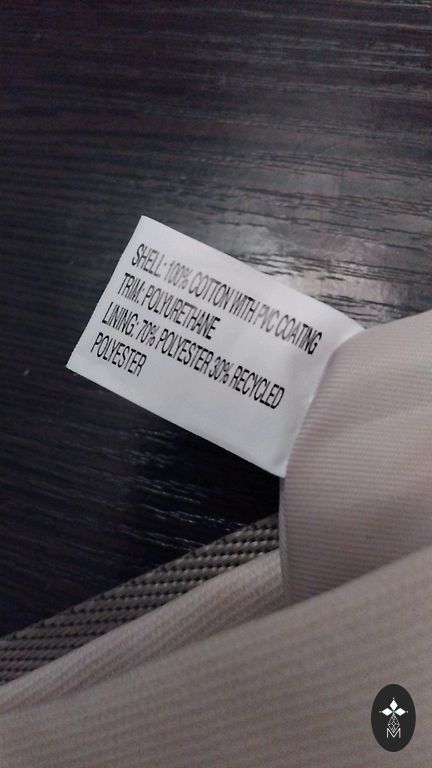 SHELL: 100% COTTON WITH PVC COATING
TRIM: POLYURETHANE
LINING: 70% POLYESTER 30% RECYCLED
POLYESTER
M